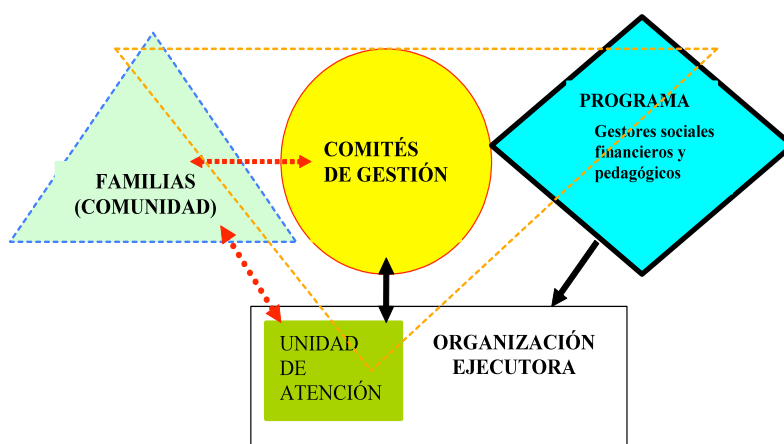 FAMILIAS
(COMUNIDAD)
COMITÉS
DE GESTIÓN
PROGRAMA
Gestores sociales
financieros y
pedagógicos
UNIDAD
DE
ATENCIÓN
ORGANIZACIÓN
EJECUTORA